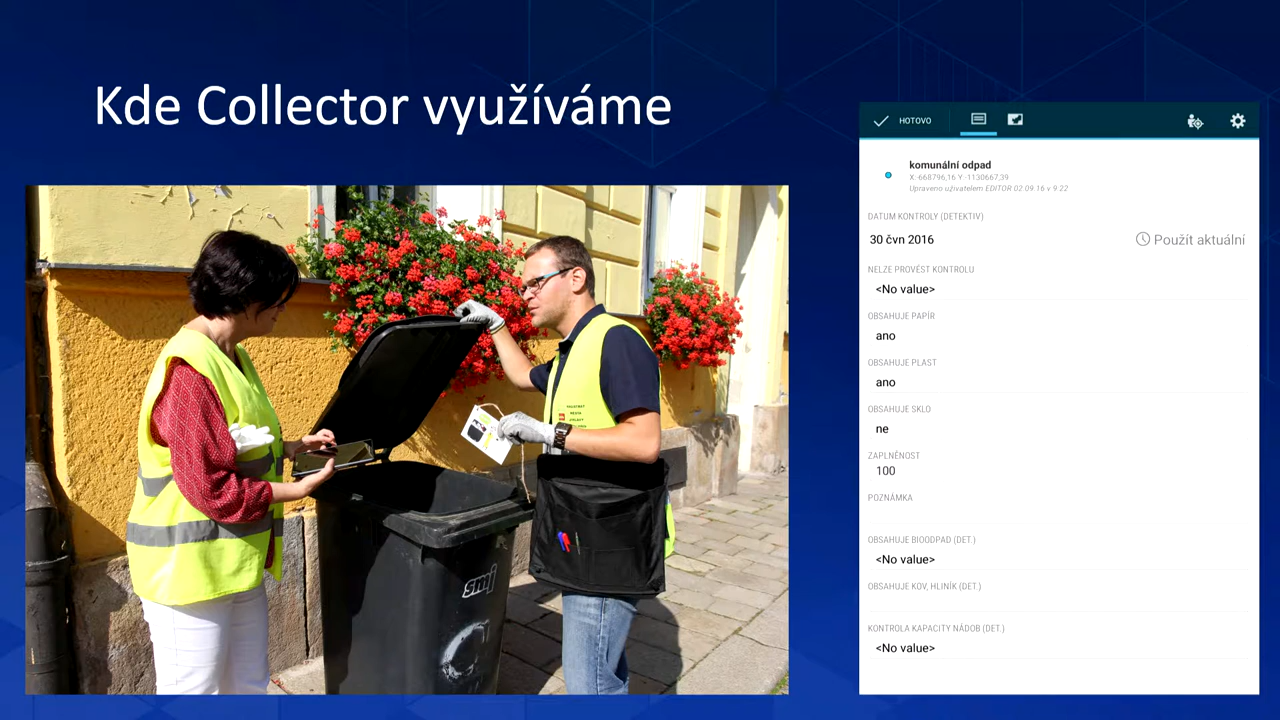 Kde Collector využíváme
smj
HOTOVO
komunální odpad
X:-668796,16 Y:-1130667,39
Upraveno uživatelem EDITOR 02.09.16 v 9:22
DATUM KONTROLY (DETEKTIV)
30 čvn 2016
Použít aktuální
NELZE PROVÉST KONTROLU
<No value>
OBSAHUJE PAPÍR
ano
OBSAHUJE PLAST
ano
OBSAHUJE SKLO
ne
ZAPLNĚNOST
100
POZNÁMKA
OBSAHUJE BIOODPAD (DET.)
<No value>
OBSAHUJE KOV, HLINÍK (DET.)
KONTROLA KAPACITY NÁDOB (DET.)
<No value>